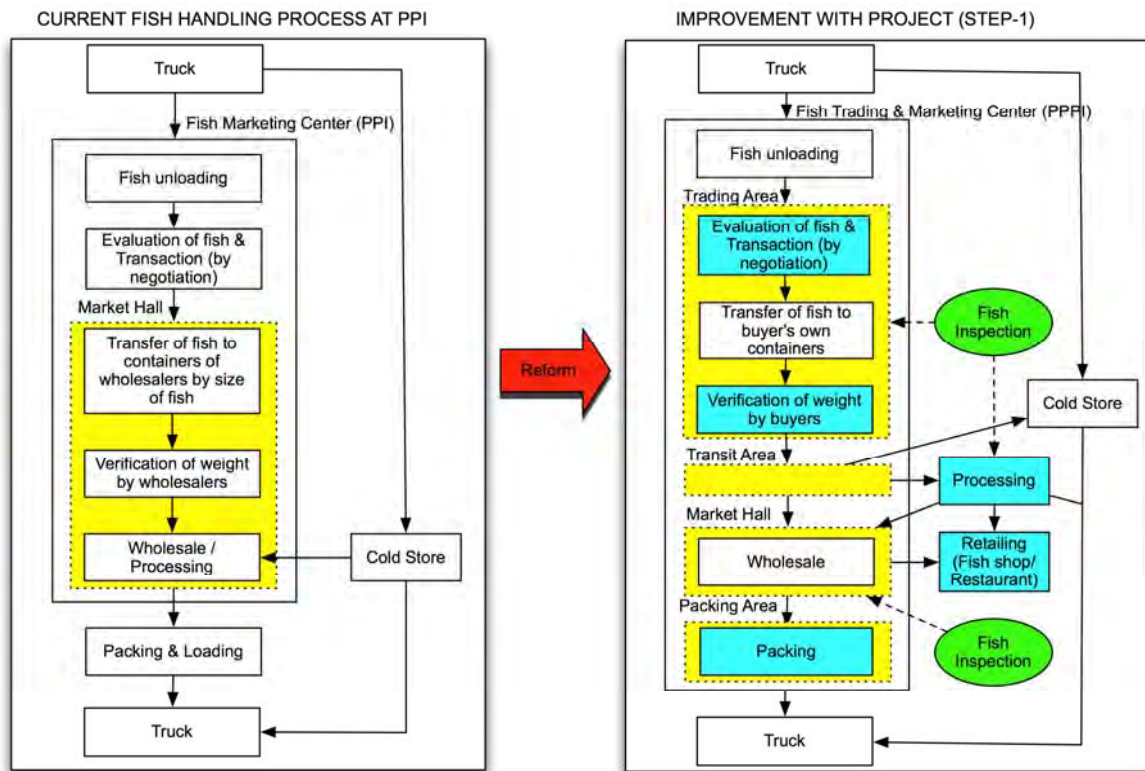 CURRENT FISH HANDLING PROCESS AT PPI
Truck
Fish Marketing Center (PPI)
Fish unloading
Evaluation of fish &
Transaction (by
negotiation)
Market Hall
Transfer of fish to
containers of
wholesalers by size
of fish
Verification of weight
by wholesalers
Wholesale /
Processing
Cold Store
Packing & Loading
Truck
Reform
IMPROVEMENT WITH PROJECT (STEP-1)
Truck
Fish Trading & Marketing Center (PPPI)
Fish unloading
Trading Area
Evaluation of fish &
Transaction (by
negotiation)
Transfer of fish to
buyer's own
containers
Fish
Inspection
Verification of weight
by buyers
Cold Store
Transit Area
Processing
Market Hall
Wholesale
Retailing
(Fish shop/
Restaurant)
Packing Area
Packing
Fish
Inspection
Truck